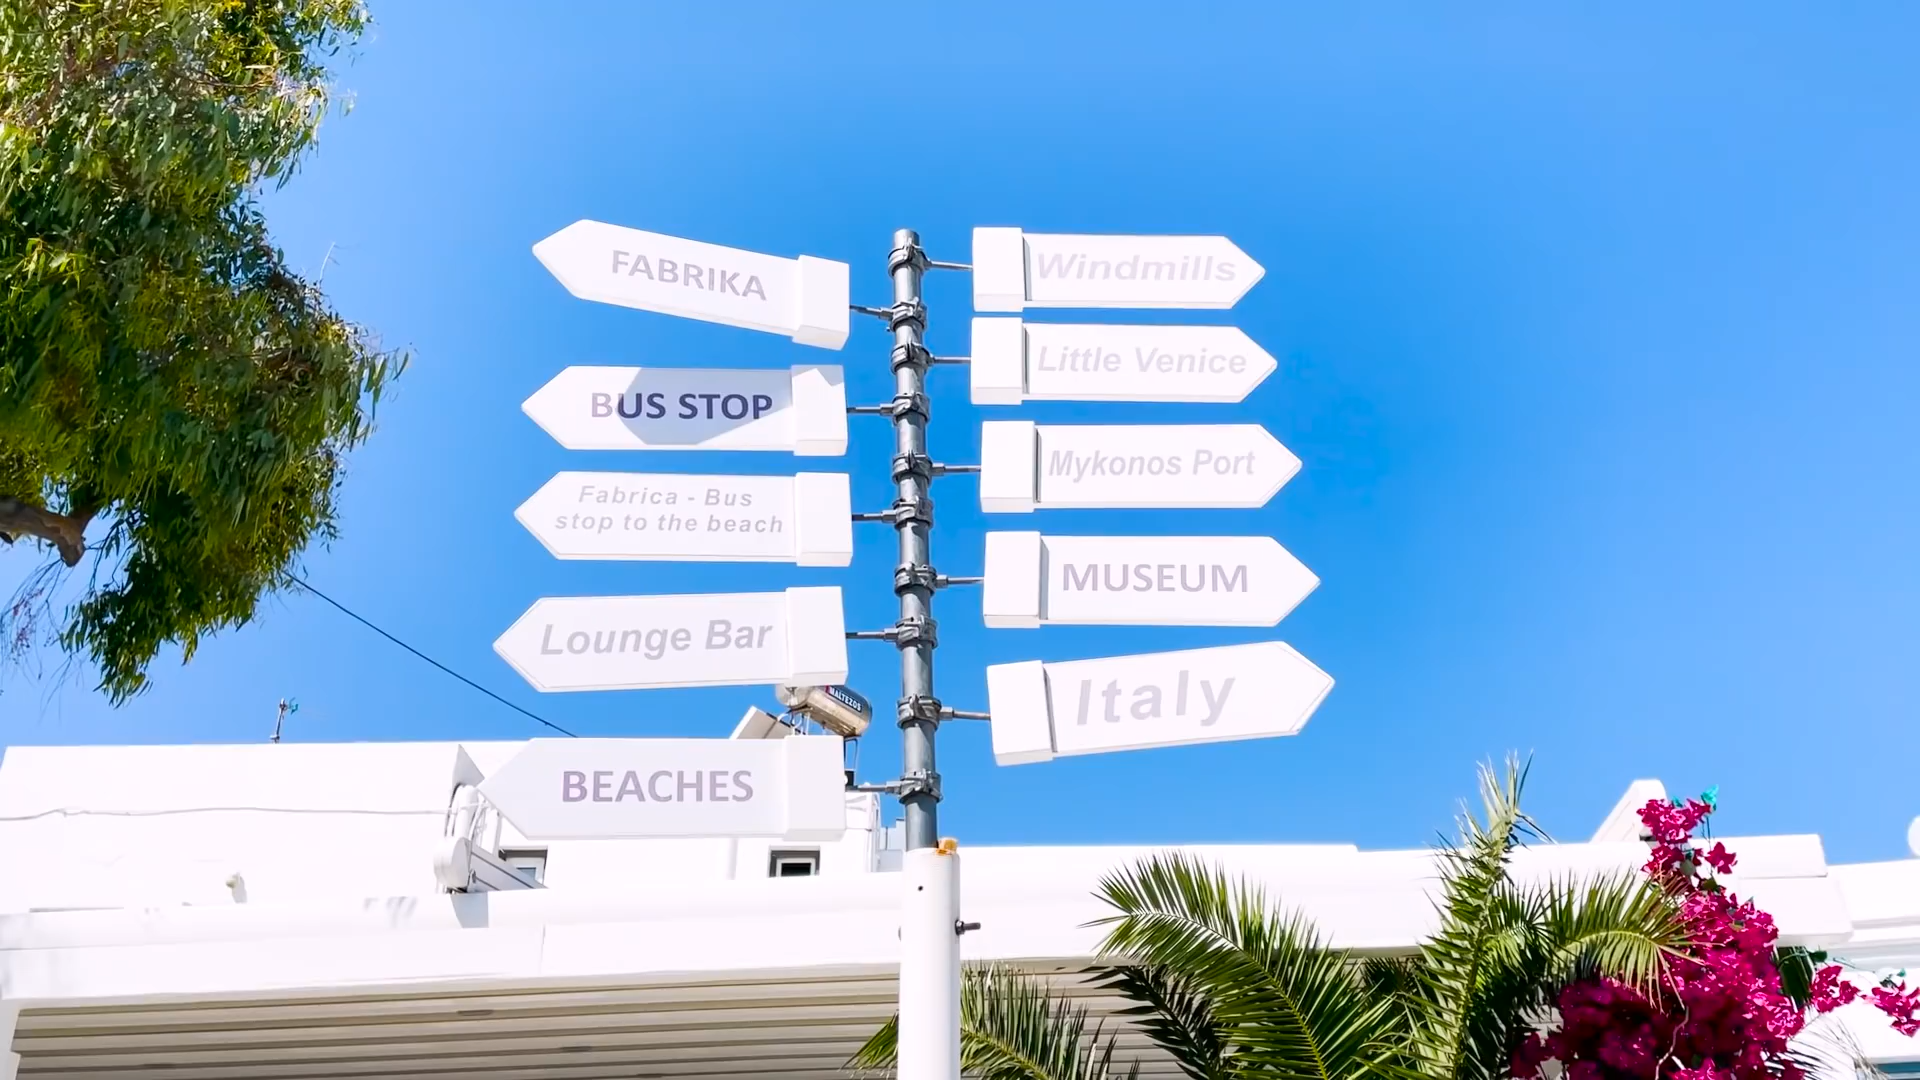 FABRIKA
BUS STOP
Fabrica - Bus
stop to the beach
Lounge Bar
BEACHES
Windmills
Little Venice
Mykonos Port
MUSEUM
Italy
MALTEZOS